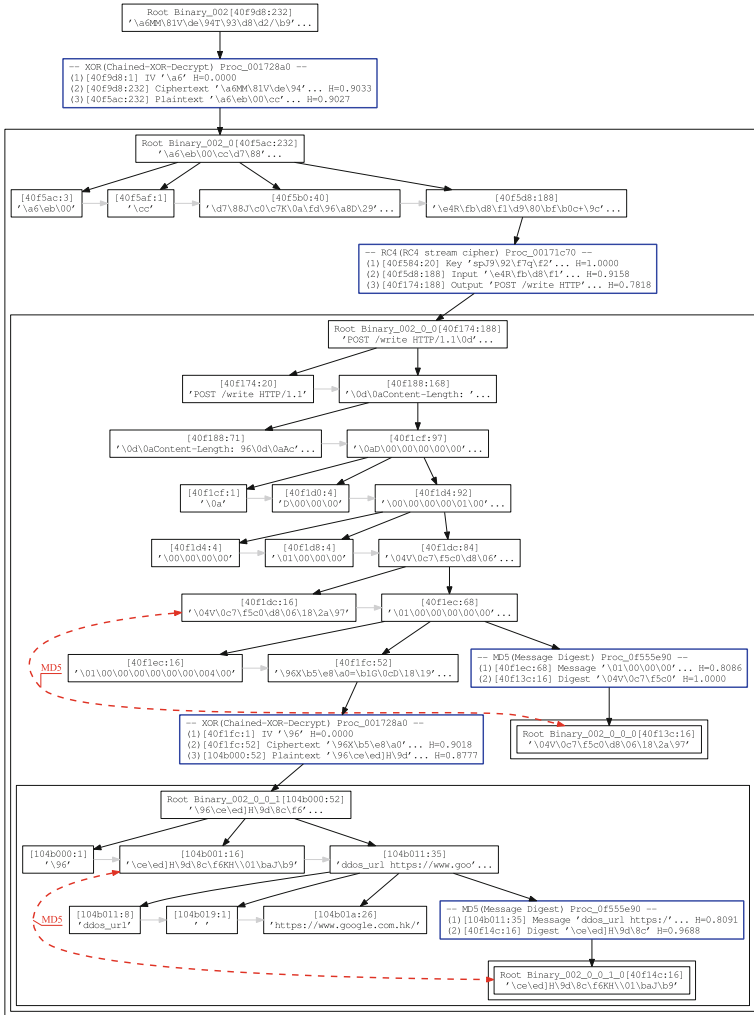 Root Binary_002[40f9d8:232]
'\a6MM\81V\de\94T\93\d8\d2/\b9'...
-- XOR(Chained-XOR-Decrypt) Proc_001728a0 --
(1)[40f9d8:1] IV '\a6' H=0.0000
(2)[40f9d8:232] Ciphertext '\a6MM\81V\de\94'... H=0.9033
(3)[40f5ac:232] Plaintext '\a6\eb\00\cc'... H=0.9027
Root Binary_002_0[40f5ac:232]
'\a6\eb\00\cc\d7\88'...
[40f5ac:3]
'\a6\eb\00'
[40f5af:1]
'\cc'
[40f5b0:40]
'\d7\88J\c0\c7K\0a\fd\96\a8D\29'...
[40f5d8:188]
'\e4R\fb\d8\f1\d9\80\bf\b0c+\9c'...
-- RC4(RC4 stream cipher) Proc_00171c70 --
(1)[40f584:20] Key 'spJ9\92\f7q\f2'... H=1.0000
(2)[40f5d8:188] Input '\e4R\fb\d8\f1'... H=0.9158
(3)[40f174:188] Output 'POST /write HTTP'... H=0.7818
Root Binary_002_0_0[40f174:188]
'POST /write HTTP/1.1\0d'...
[40f174:20]
'POST /write HTTP/1.1'
[40f188:168]
'\0d\0aContent-Length: '...
[40f188:71]
'\0d\0aContent-Length: 96\0d\0aAc'...
[40f1cf:97]
'\0aD\00\00\00\00\00'...
[40f1cf:1]
'\0a'
[40f1d0:4]
'D\00\00\00'
[40f1d4:92]
'\00\00\00\00\01\00'...
[40f1d4:4]
'\00\00\00\00'
[40f1d8:4]
'\01\00\00\00'
[40f1dc:84]
'\04V\0c7\f5c0\d8\06'...
[40f1dc:16]
'\04V\0c7\f5c0\d8\06\18\2a\97'
[40f1ec:68]
'\01\00\00\00\00\00'...
MD5
[40f1ec:16]
'\01\00\00\00\00\00\00\004\00'
[40f1fc:52]
'\96X\b5\e8\a0=\b1G\0cD\18\19'...
-- MD5(Message Digest) Proc_0f555e90 --
(1)[40f1ec:68] Message '\01\00\00\00'... H=0.8086
(2)[40f13c:16] Digest '\04V\0c7\f5c0' H=1.0000
-- XOR(Chained-XOR-Decrypt) Proc_001728a0 --
(1)[40f1fc:1] IV '\96' H=0.0000
(2)[40f1fc:52] Ciphertext '\96X\b5\e8\a0'... H=0.9018
(3)[104b000:52] Plaintext '\96\ce\ed]H\9d'... H=0.8777
Root Binary_002_0_0_0[40f13c:16]
'\04V\0c7\f5c0\d8\06\18\2a\97'
Root Binary_002_0_0_1[104b000:52]
'\96\ce\ed]H\9d\8c\f6'...
[104b000:1]
'\96'
[104b001:16]
'\ce\ed]H\9d\8c\f6KH\\01\baJ\b9'
[104b011:35]
'ddos_url https://www.goo'...
MD5
[104b011:8]
'ddos_url'
[104b019:1]
' '
[104b01a:26]
'https://www.google.com.hk/'
-- MD5(Message Digest) Proc_0f555e90 --
(1)[104b011:35] Message 'ddos_url https:/'... H=0.8091
(2)[40f14c:16] Digest '\ce\ed]H\9d\8c' H=0.9688
Root Binary_002_0_0_1_0[40f14c:16]
'\ce\ed]H\9d\8c\f6KH\\01\baJ\b9'